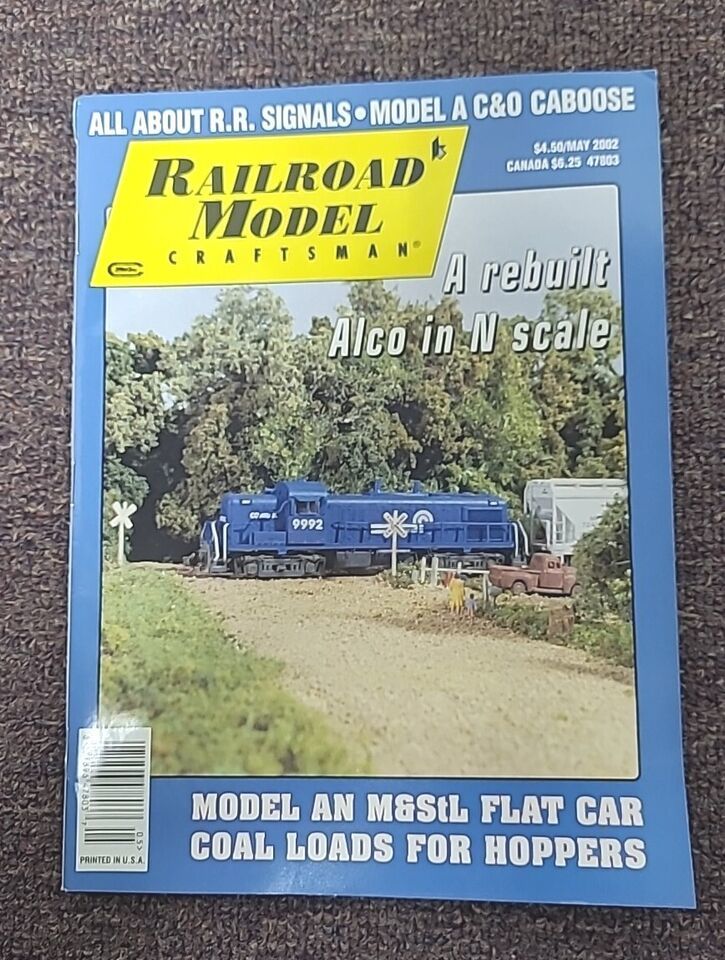 ALL ABOUT R.R. SIGNALS • MODEL A C&O CABOOSE
$4.50/MAY 2002
CANADA $6.25 47803
RAILROAD
MODEL
CRAFTSMAN®
A rebuilt
Alco in N scale
9992
MODEL AN M&StL FLAT CAR
COAL LOADS FOR HOPPERS
05>
PRINTED IN U.S.A.